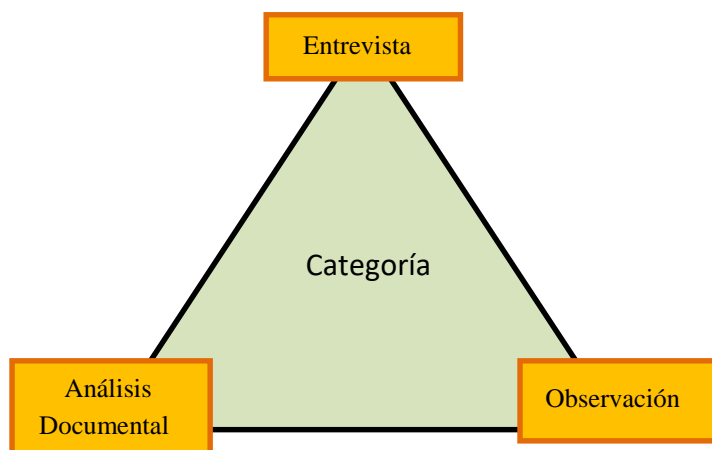 Entrevista
Categoría
Análisis
Documental
Observación